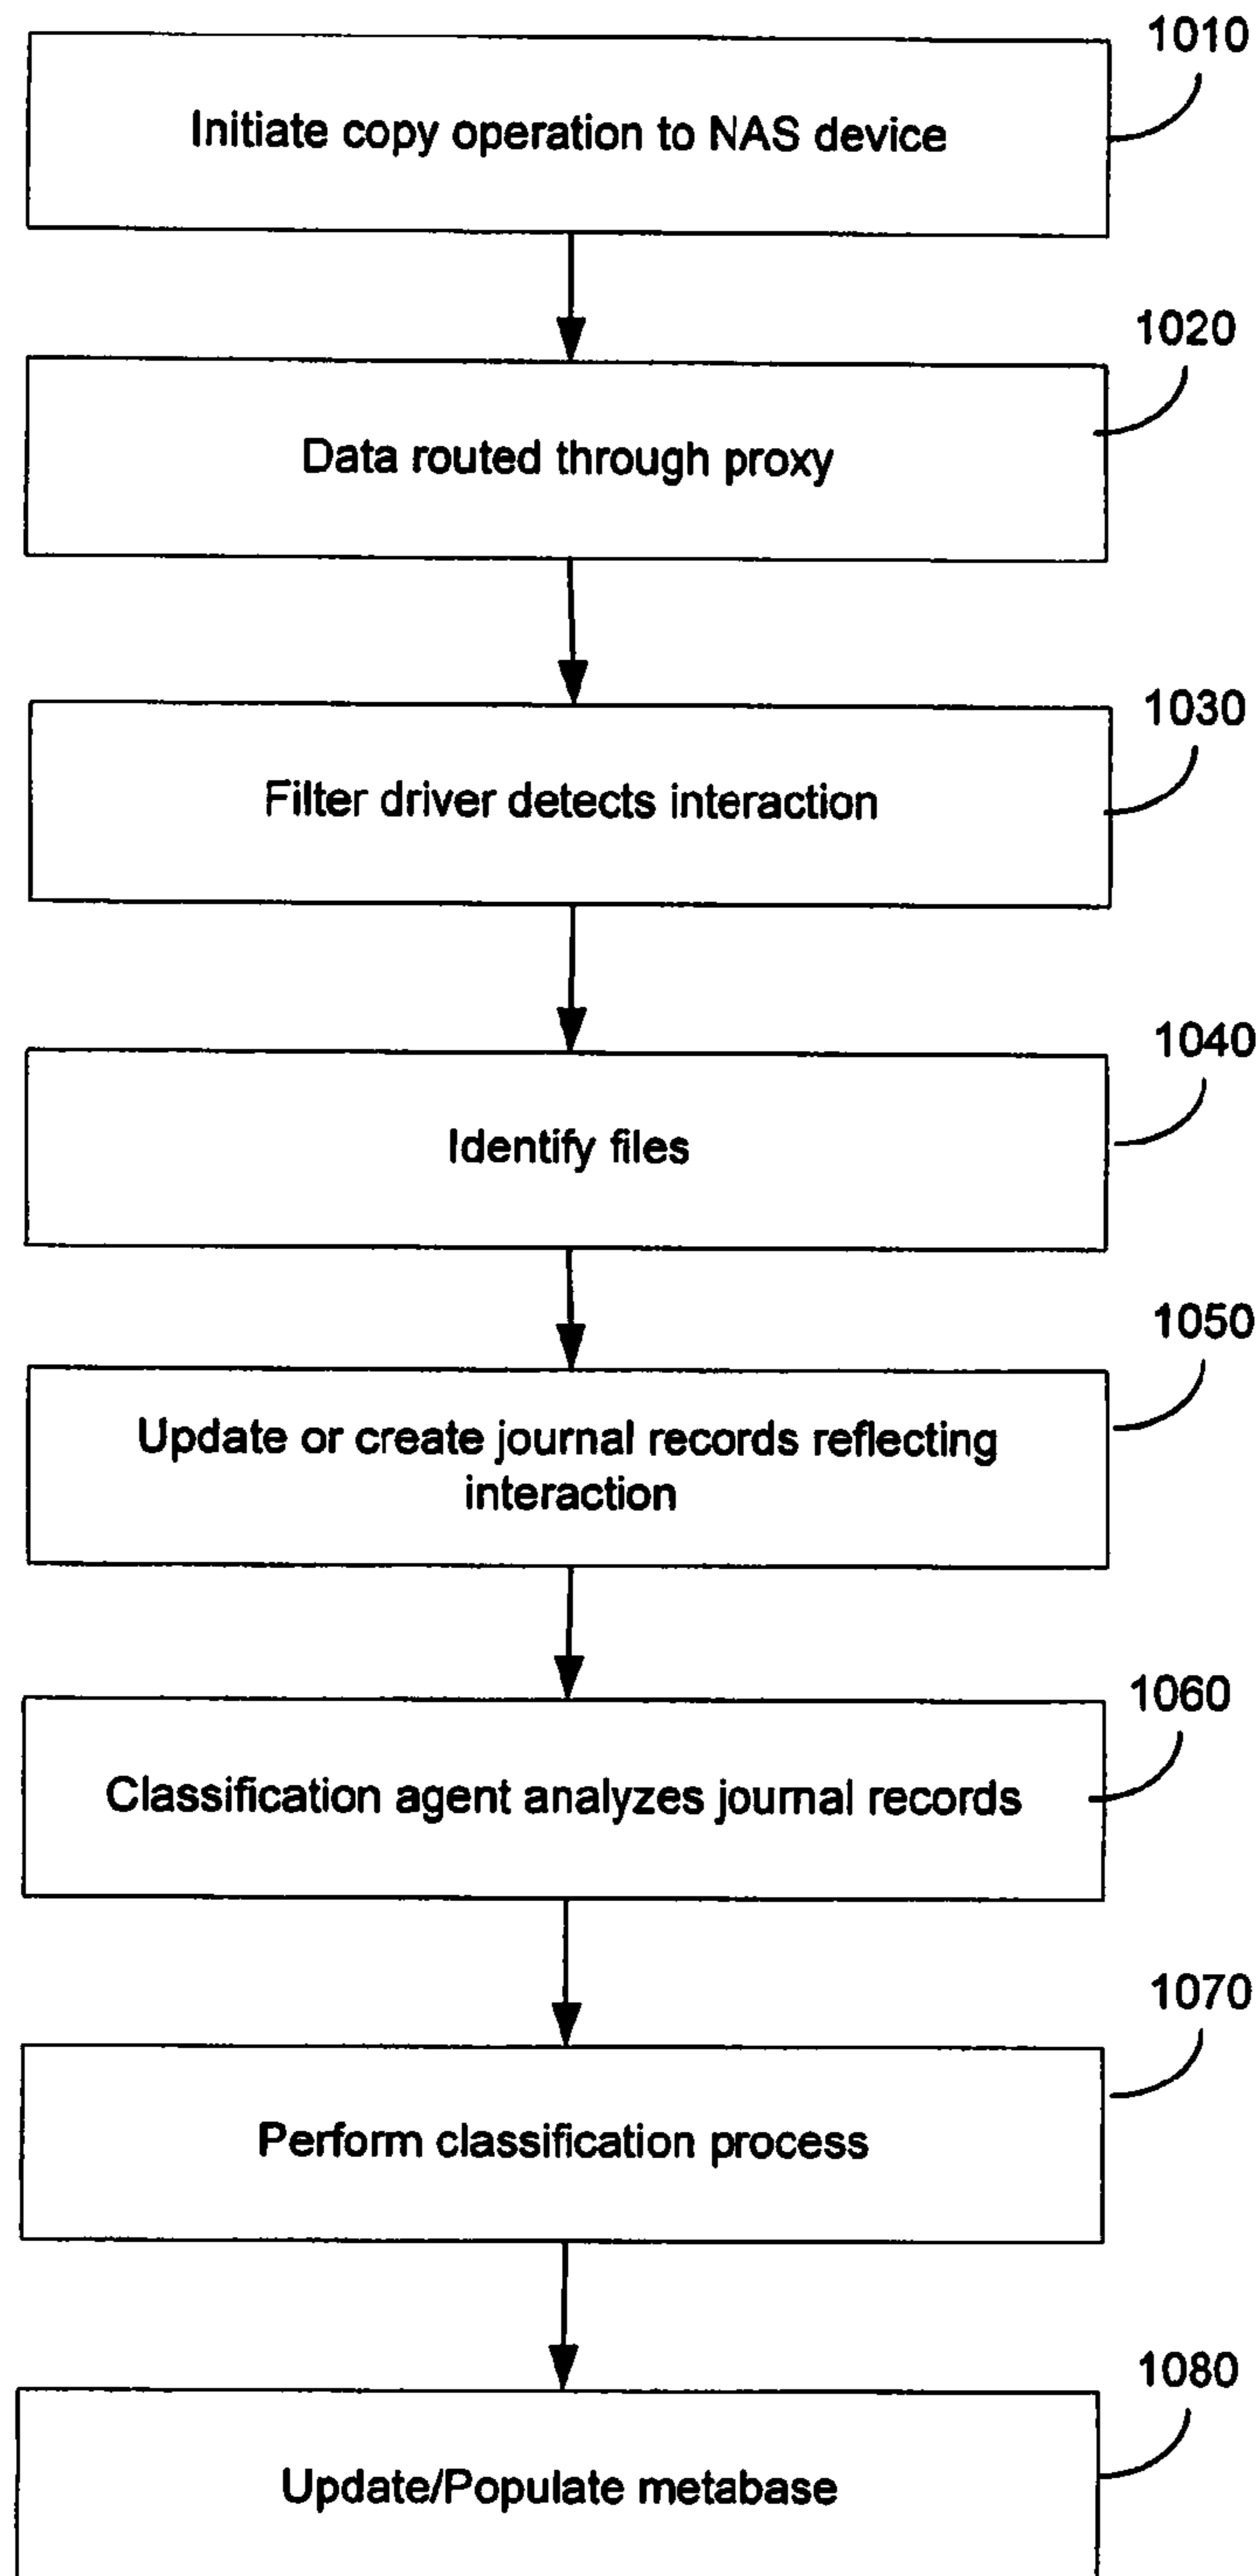 1010
Initiate copy operation to NAS device
1020
Data routed through proxy
1030
Filter driver detects interaction
1040
Identify files
1050
Update or create journal records reflecting
interaction
1060
Classification agent analyzes journal records
1070
Perform classification process
1080
Update/Populate metabase